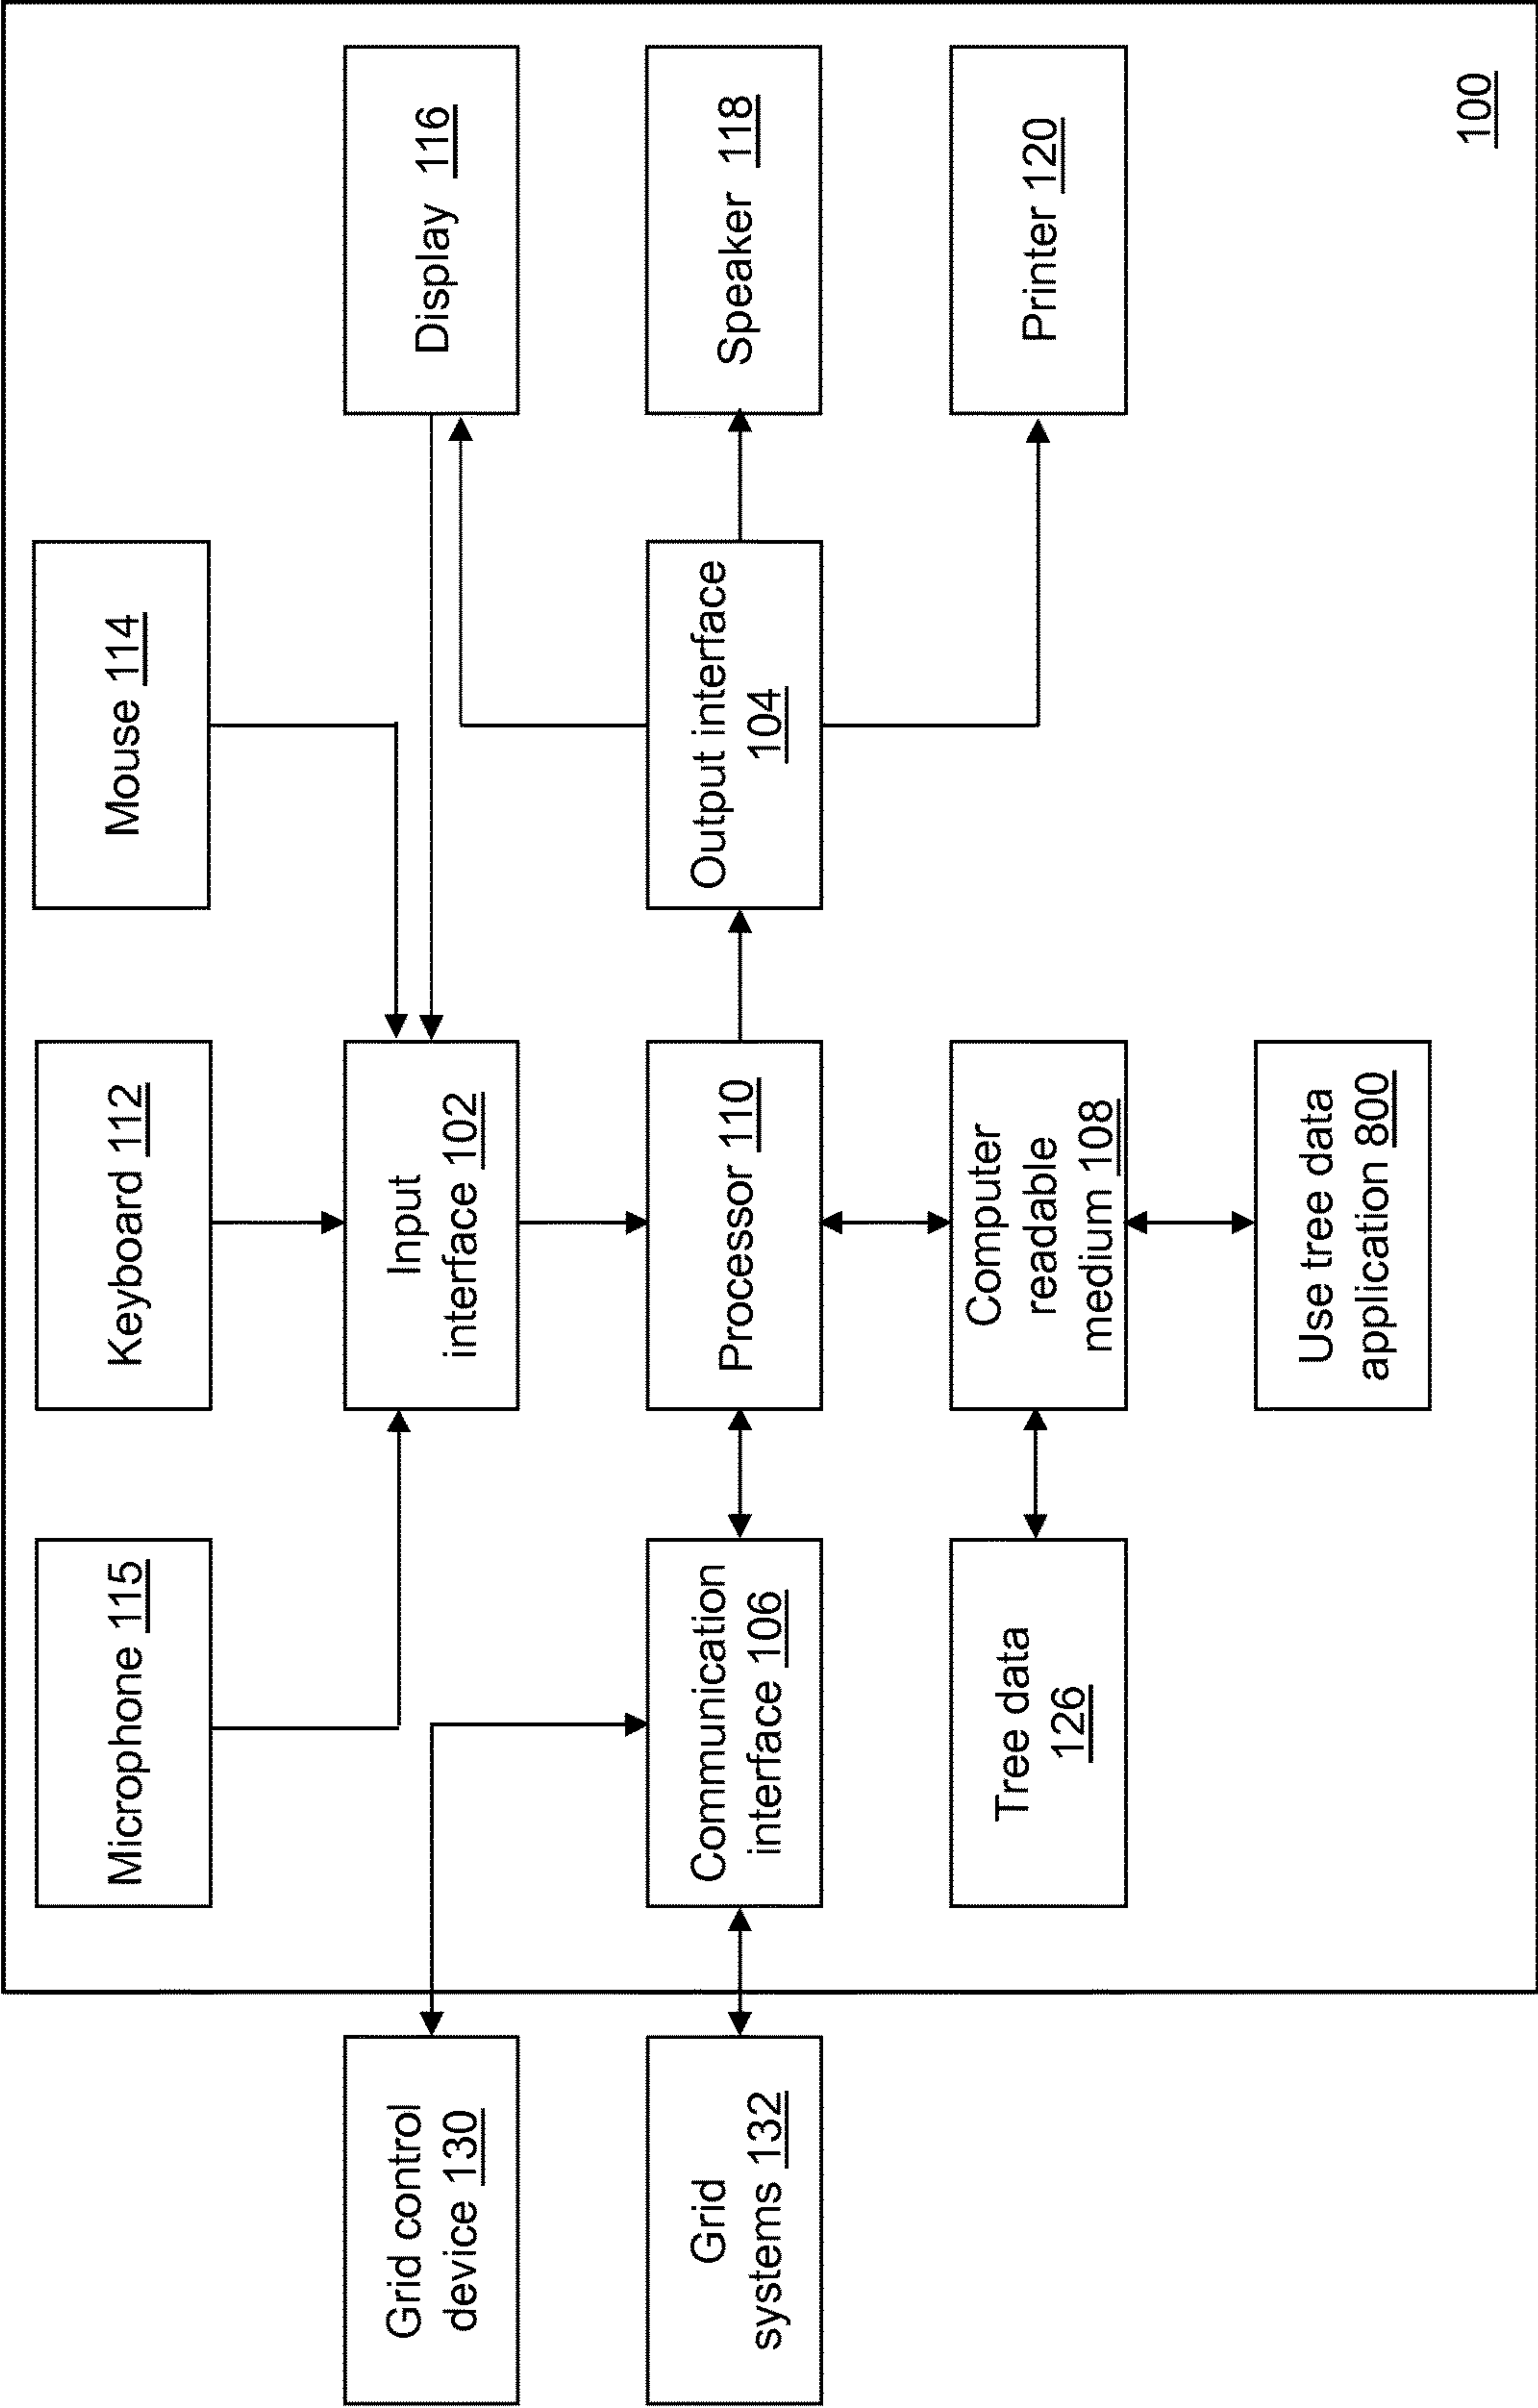 Microphone 115
Keyboard 112
Mouse 114
Grid control
device 130
Input
interface 102
Display 116
Grid
systems 132
Communication
interface 106
Processor 110
Output interface
104
Speaker 118
Tree data
126
Computer
readable
medium 108
Printer 120
Use tree data
application 800
100